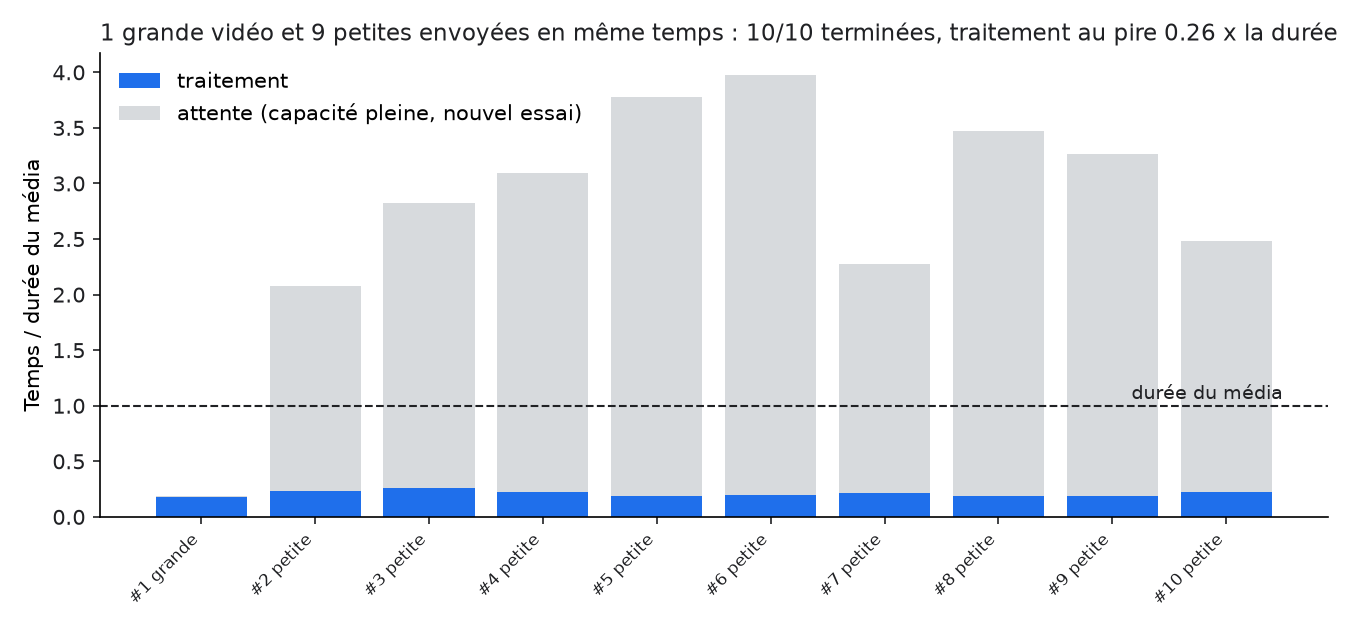 1 grande vidéo et 9 petites envoyées en même temps : 10/10 terminées, traitement au pire 0.26 x la durée
traitement
attente (capacité pleine, nouvel essai)
Temps / durée du média
4.0
3.5
3.0
2.5
2.0
1.5
1.0
0.5
0.0
durée du média
#1 grande
#2 petite
#3 petite
#4 petite
#5 petite
#6 petite
#7 petite
#8 petite
#9 petite
#10 petite